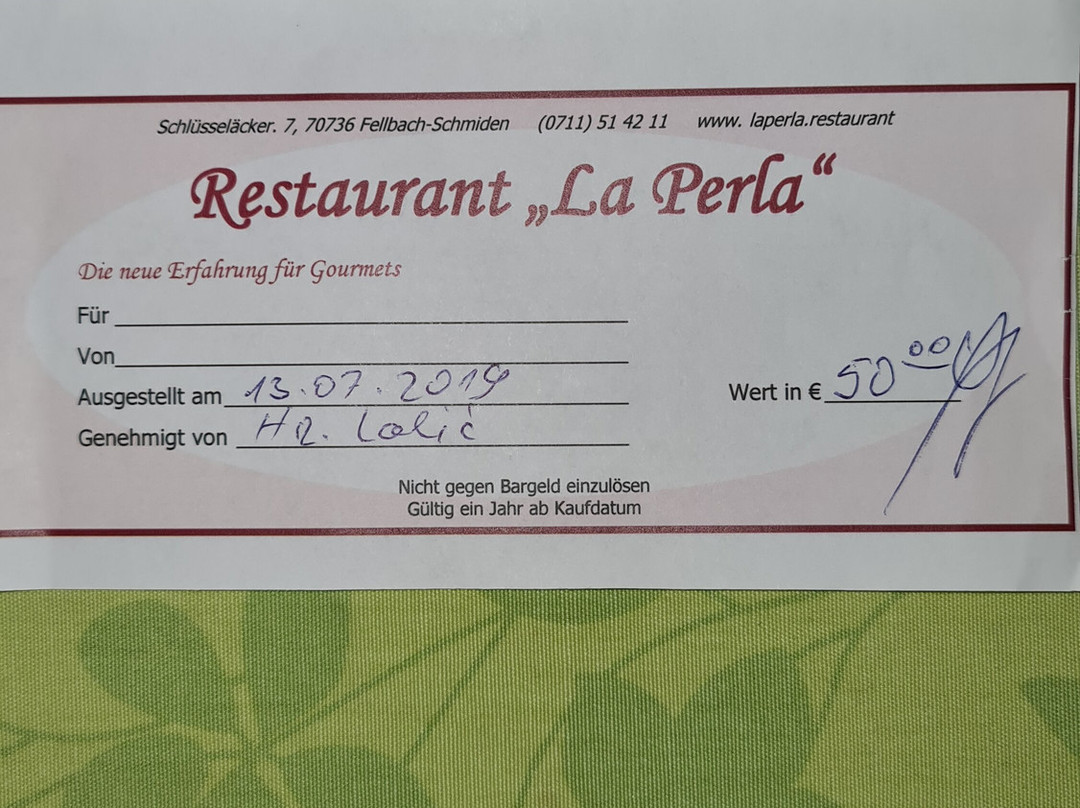 Schlüsseläcker. 7, 70736 Fellbach-Schmiden (0711) 51 42 11 www. laperla.restaurant
Restaurant „La Perla“
Die neue Erfahrung für Gourmets
Für
Von
Ausgestellt am 13.07.2019
Genehmigt von Hr. Lalić
Wert in € 50 00
Nicht gegen Bargeld einzulösen
Gültig ein Jahr ab Kaufdatum